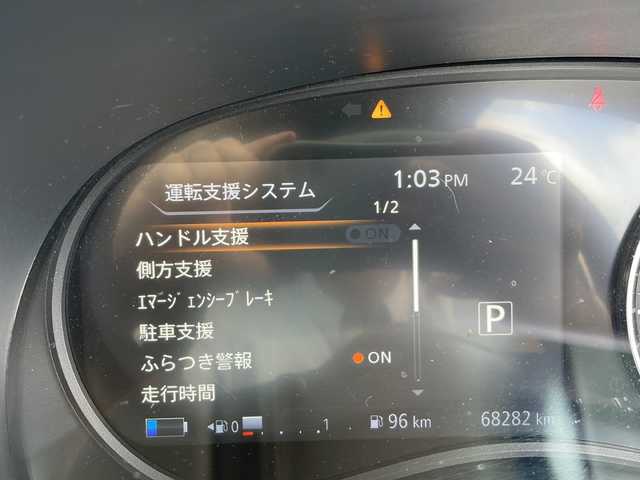 運転支援システム 1:03 PM 24℃
1/2
ハンドル支援 ON
側方支援
ｴﾏｰｼﾞｪﾝｼｰﾌﾞﾚｰｷ
駐車支援
P
ふらつき警報 ON
走行時間
0 1 96 km 68282 km